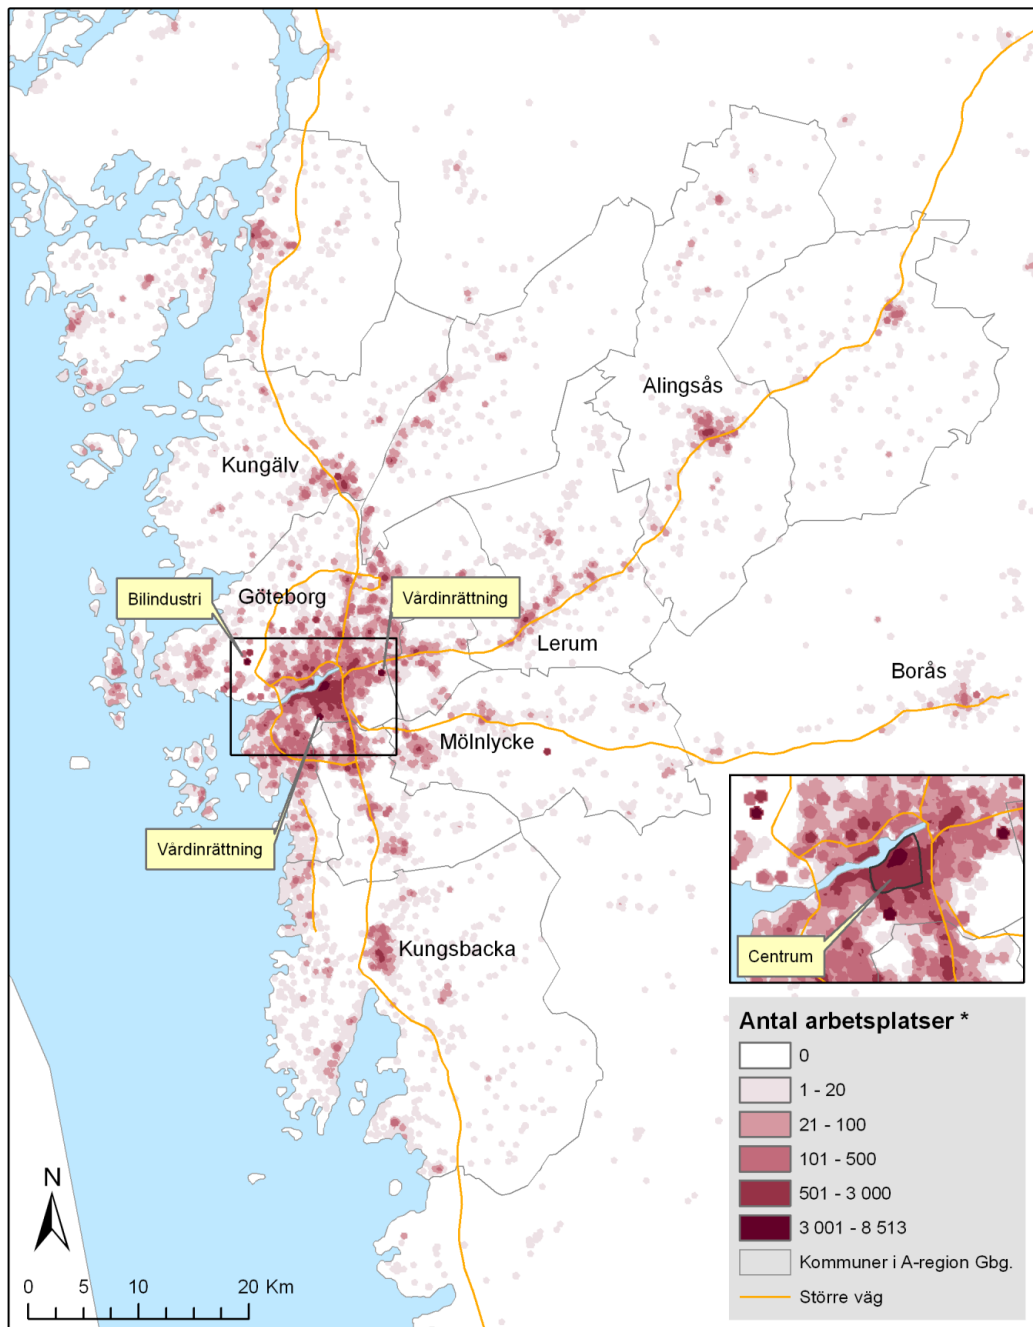 Alingsås
Kungälv
Bilindustri
Göteborg
Vårdinrättning
Lerum
Borås
Mölnlycke
Vårdinrättning
Kungsbacka
Centrum
Antal arbetsplatser *
0
1 - 20
21 - 100
101 - 500
501 - 3 000
3 001 - 8 513
Kommuner i A-region Gbg.
Större väg
N
0 5 10 20 Km